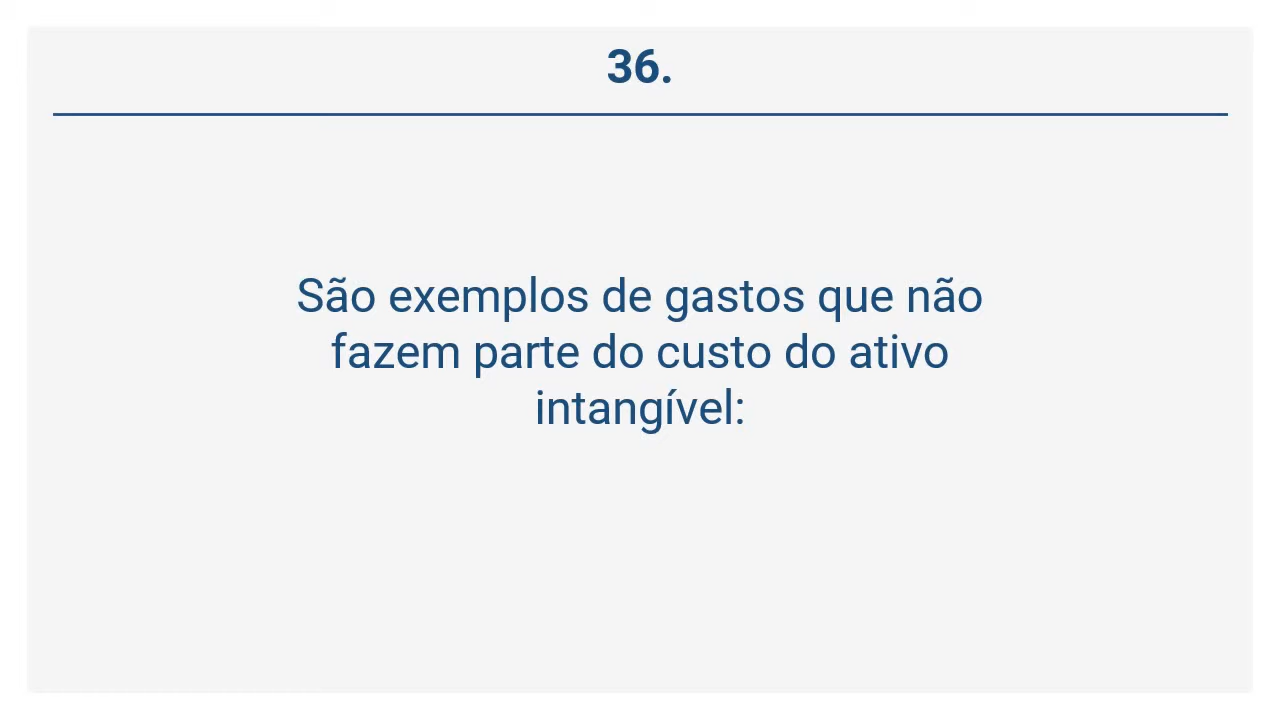 36.
São exemplos de gastos que não
fazem parte do custo do ativo
intangível: